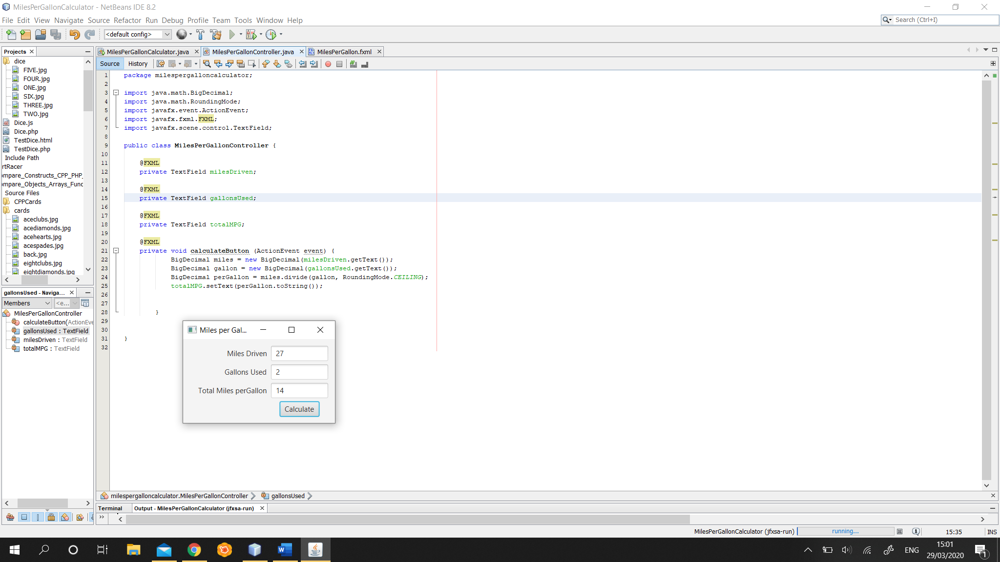 MilesPerGallonCalculator - NetBeans IDE 8.2
File Edit View Navigate Source Refactor Run Debug Profile Team Tools Window Help
Search (Ctrl+I)
<default config>
Projects
dice
FIVE.jpg
FOUR.jpg
ONE.jpg
SIX.jpg
THREE.jpg
TWO.jpg
Dice.js
Dice.php
TestDice.html
TestDice.php
Include Path
rtRacer
ompare_Constructs_CPP_PHP_
ompare_Objects_Arrays_Func
Source Files
CPPCards
cards
aceclubs.jpg
acediamonds.jpg
acehearts.jpg
acespades.jpg
back.jpg
eightclubs.jpg
eightdiamonds.jpg
gallonsUsed - Naviga...
Members <e...
MilesPerGallonController
calculateButton(ActionEve
gallonsUsed : TextField
milesDriven : TextField
totalMPG : TextField
MilesPerGallonCalculator.java MilesPerGallonController.java MilesPerGallon.fxml
Source History
1 package milespergalloncalculator;
2
3 import java.math.BigDecimal;
4 import java.math.RoundingMode;
5 import javafx.event.ActionEvent;
6 import javafx.fxml.FXML;
7 import javafx.scene.control.TextField;
8
9 public class MilesPerGallonController {
10
11 @FXML
12 private TextField milesDriven;
13
14 @FXML
15 private TextField gallonsUsed;
16
17 @FXML
18 private TextField totalMPG;
19
20 @FXML
21 private void calculateButton (ActionEvent event) {
22 BigDecimal miles = new BigDecimal(milesDriven.getText());
23 BigDecimal gallon = new BigDecimal(gallonsUsed.getText());
24 BigDecimal perGallon = miles.divide(gallon, RoundingMode.CEILING);
25 totalMPG.setText(perGallon.toString());
26
27
28 }
29
30
31 }
32
Miles per Gal...
Miles Driven 27
Gallons Used 2
Total Miles perGallon 14
Calculate
milespergalloncalculator.MilesPerGallonController gallonsUsed
Terminal Output - MilesPerGallonCalculator (jfxsa-run)
MilesPerGallonCalculator (jfxsa-run) running... 1 15:35 INS
ENG 15:01
29/03/2020 1